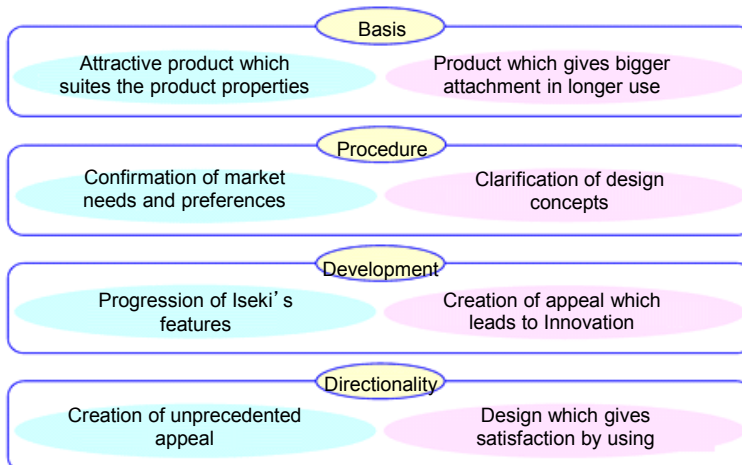 Basis
Attractive product which
suites the product properties
Product which gives bigger
attachment in longer use
Procedure
Confirmation of market
needs and preferences
Clarification of design
concepts
Development
Progression of Iseki’s
features
Creation of appeal which
leads to Innovation
Directionality
Creation of unprecedented
appeal
Design which gives
satisfaction by using